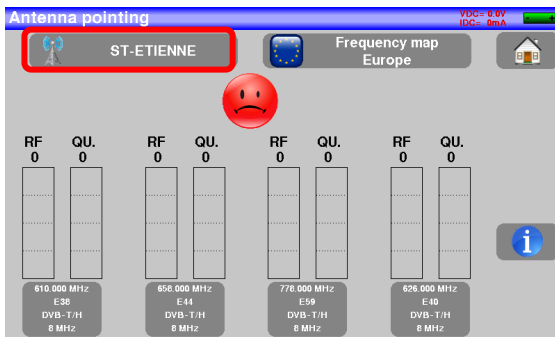 Antenna pointing
VDC= 0.0V
IDC= 0mA
ST-ETIENNE
Frequency map
Europe
RF QU. RF QU. RF QU. RF QU.
0 0 0 0 0 0 0 0
610.000 MHz 658.000 MHz 778.000 MHz 626.000 MHz
E38 E44 E59 E40
DVB-T/H DVB-T/H DVB-T/H DVB-T/H
8 MHz 8 MHz 8 MHz 8 MHz
i